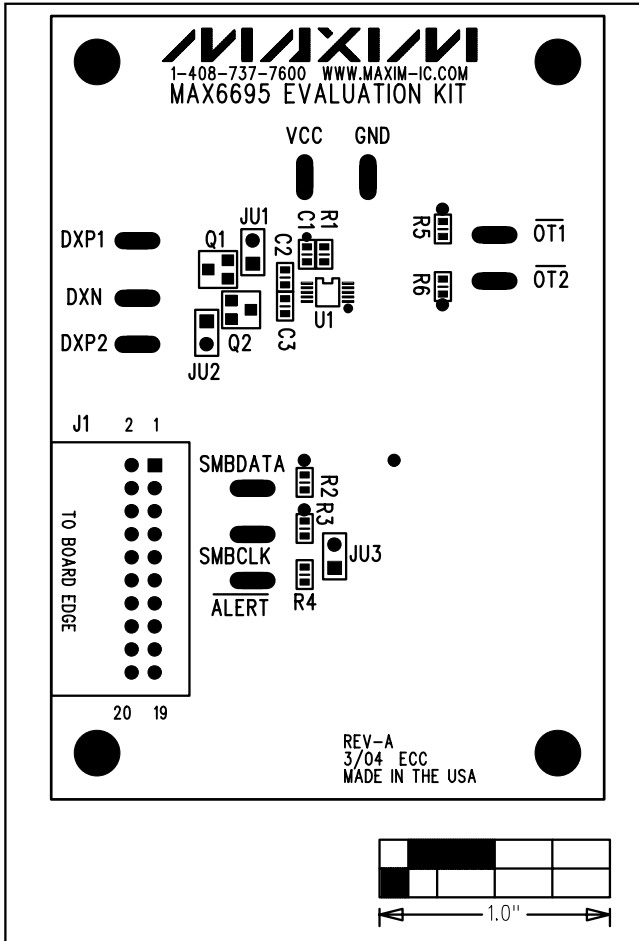 MAXIM
1-408-737-7600 WWW.MAXIM-IC.COM
MAX6695 EVALUATION KIT
VCC GND
C1 R1
JU1
Q1
C2
R5
OT1
DXP1
DXN
R6
OT2
U1
DXP2
Q2
C3
JU2
J1 2 1
SMBDATA
R2
R3
TO BOARD EDGE
SMBCLK
JU3
ALERT
R4
20 19
REV-A
3/04 ECC
MADE IN THE USA
1.0"